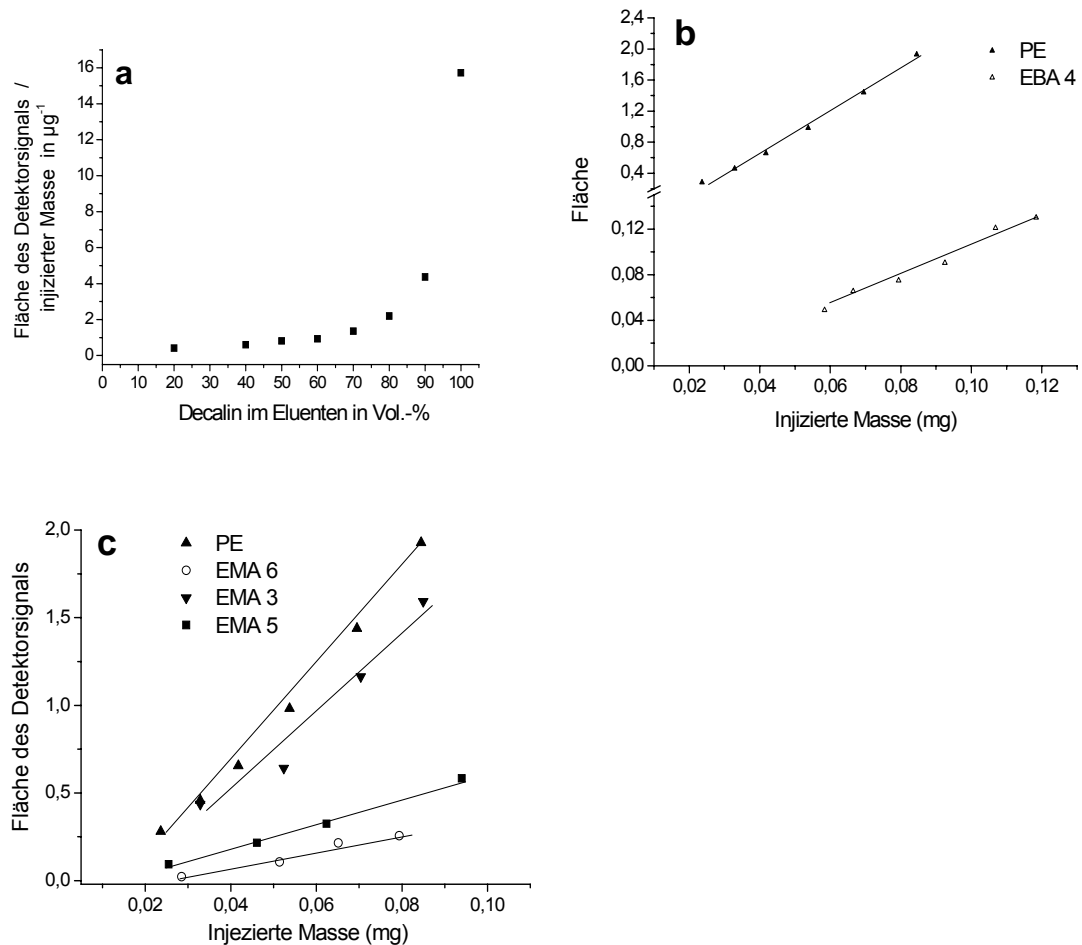 a
Fläche des Detektorsignals /
injizierter Masse in µg⁻¹
16
14
12
10
8
6
4
2
0
0 10 20 30 40 50 60 70 80 90 100
Decalin im Eluenten in Vol.-%
b
PE
EBA 4
Fläche
2,4
2,0
1,6
1,2
0,8
0,4
0,12
0,08
0,04
0,00
0,02 0,04 0,06 0,08 0,10 0,12
Injizierte Masse (mg)
c
PE
EMA 6
EMA 3
EMA 5
Fläche des Detektorsignals
2,0
1,5
1,0
0,5
0,0
0,02 0,04 0,06 0,08 0,10
Injezierte Masse (mg)